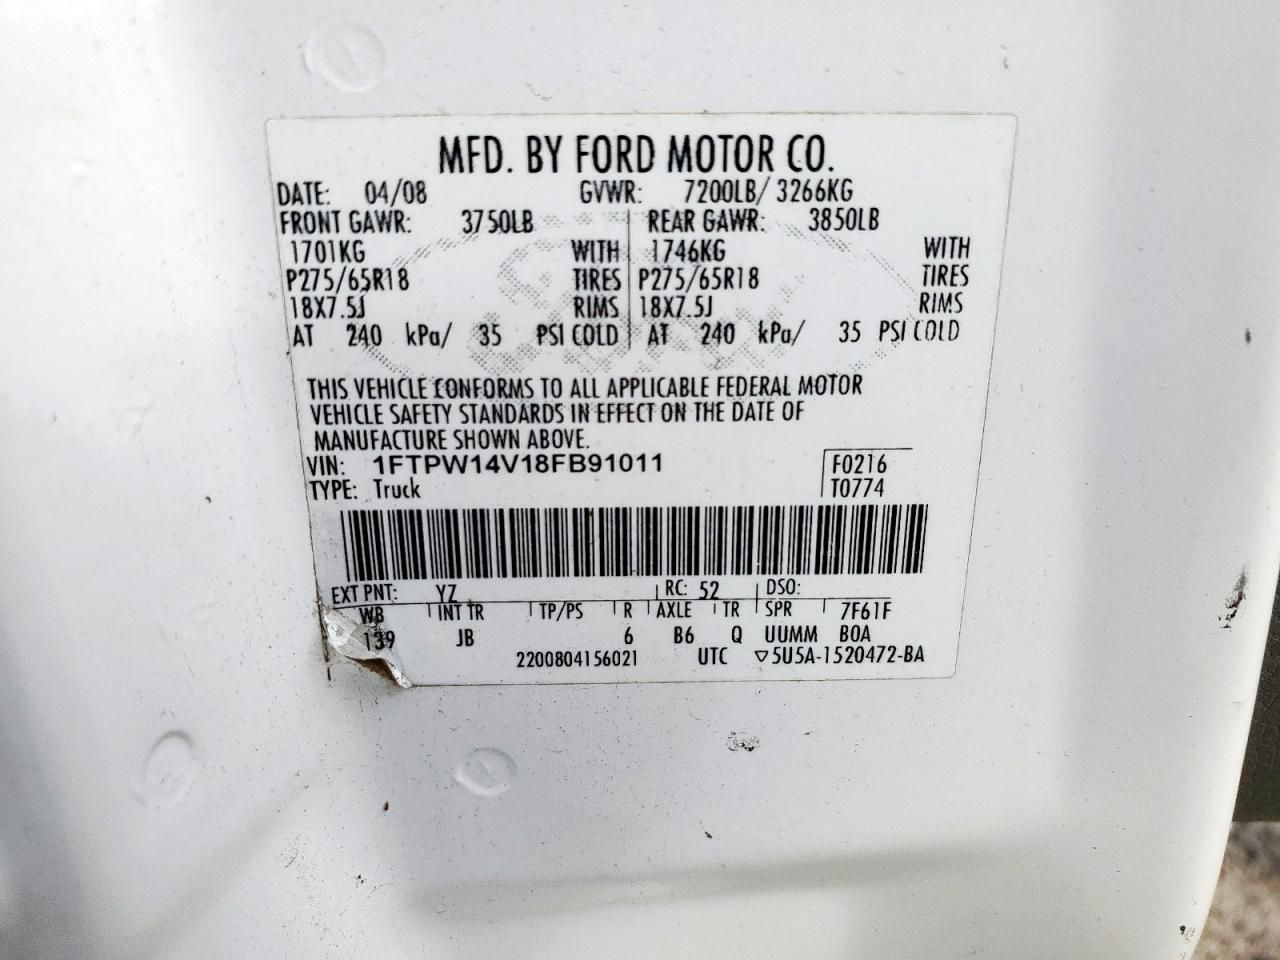 MFD. BY FORD MOTOR CO.
DATE: 04/08 GVWR: 7200LB/ 3266KG
FRONT GAWR: 3750LB REAR GAWR: 3850LB
1701KG WITH 1746KG WITH
P275/65R18 TIRES P275/65R18 TIRES
18X7.5J RIMS 18X7.5J RIMS
AT 240 kPa/ 35 PSI COLD AT 240 kPa/ 35 PSI COLD
THIS VEHICLE CONFORMS TO ALL APPLICABLE FEDERAL MOTOR
VEHICLE SAFETY STANDARDS IN EFFECT ON THE DATE OF
MANUFACTURE SHOWN ABOVE.
VIN: 1FTPW14V18FB91011 F0216
TYPE: Truck T0774
EXT PNT: YZ RC: 52 DSO:
WB INT TR TP/PS R AXLE TR SPR 7F61F
139 JB 6 B6 Q UUMM BOA
2200804156021 UTC ▽5U5A-1520472-BA